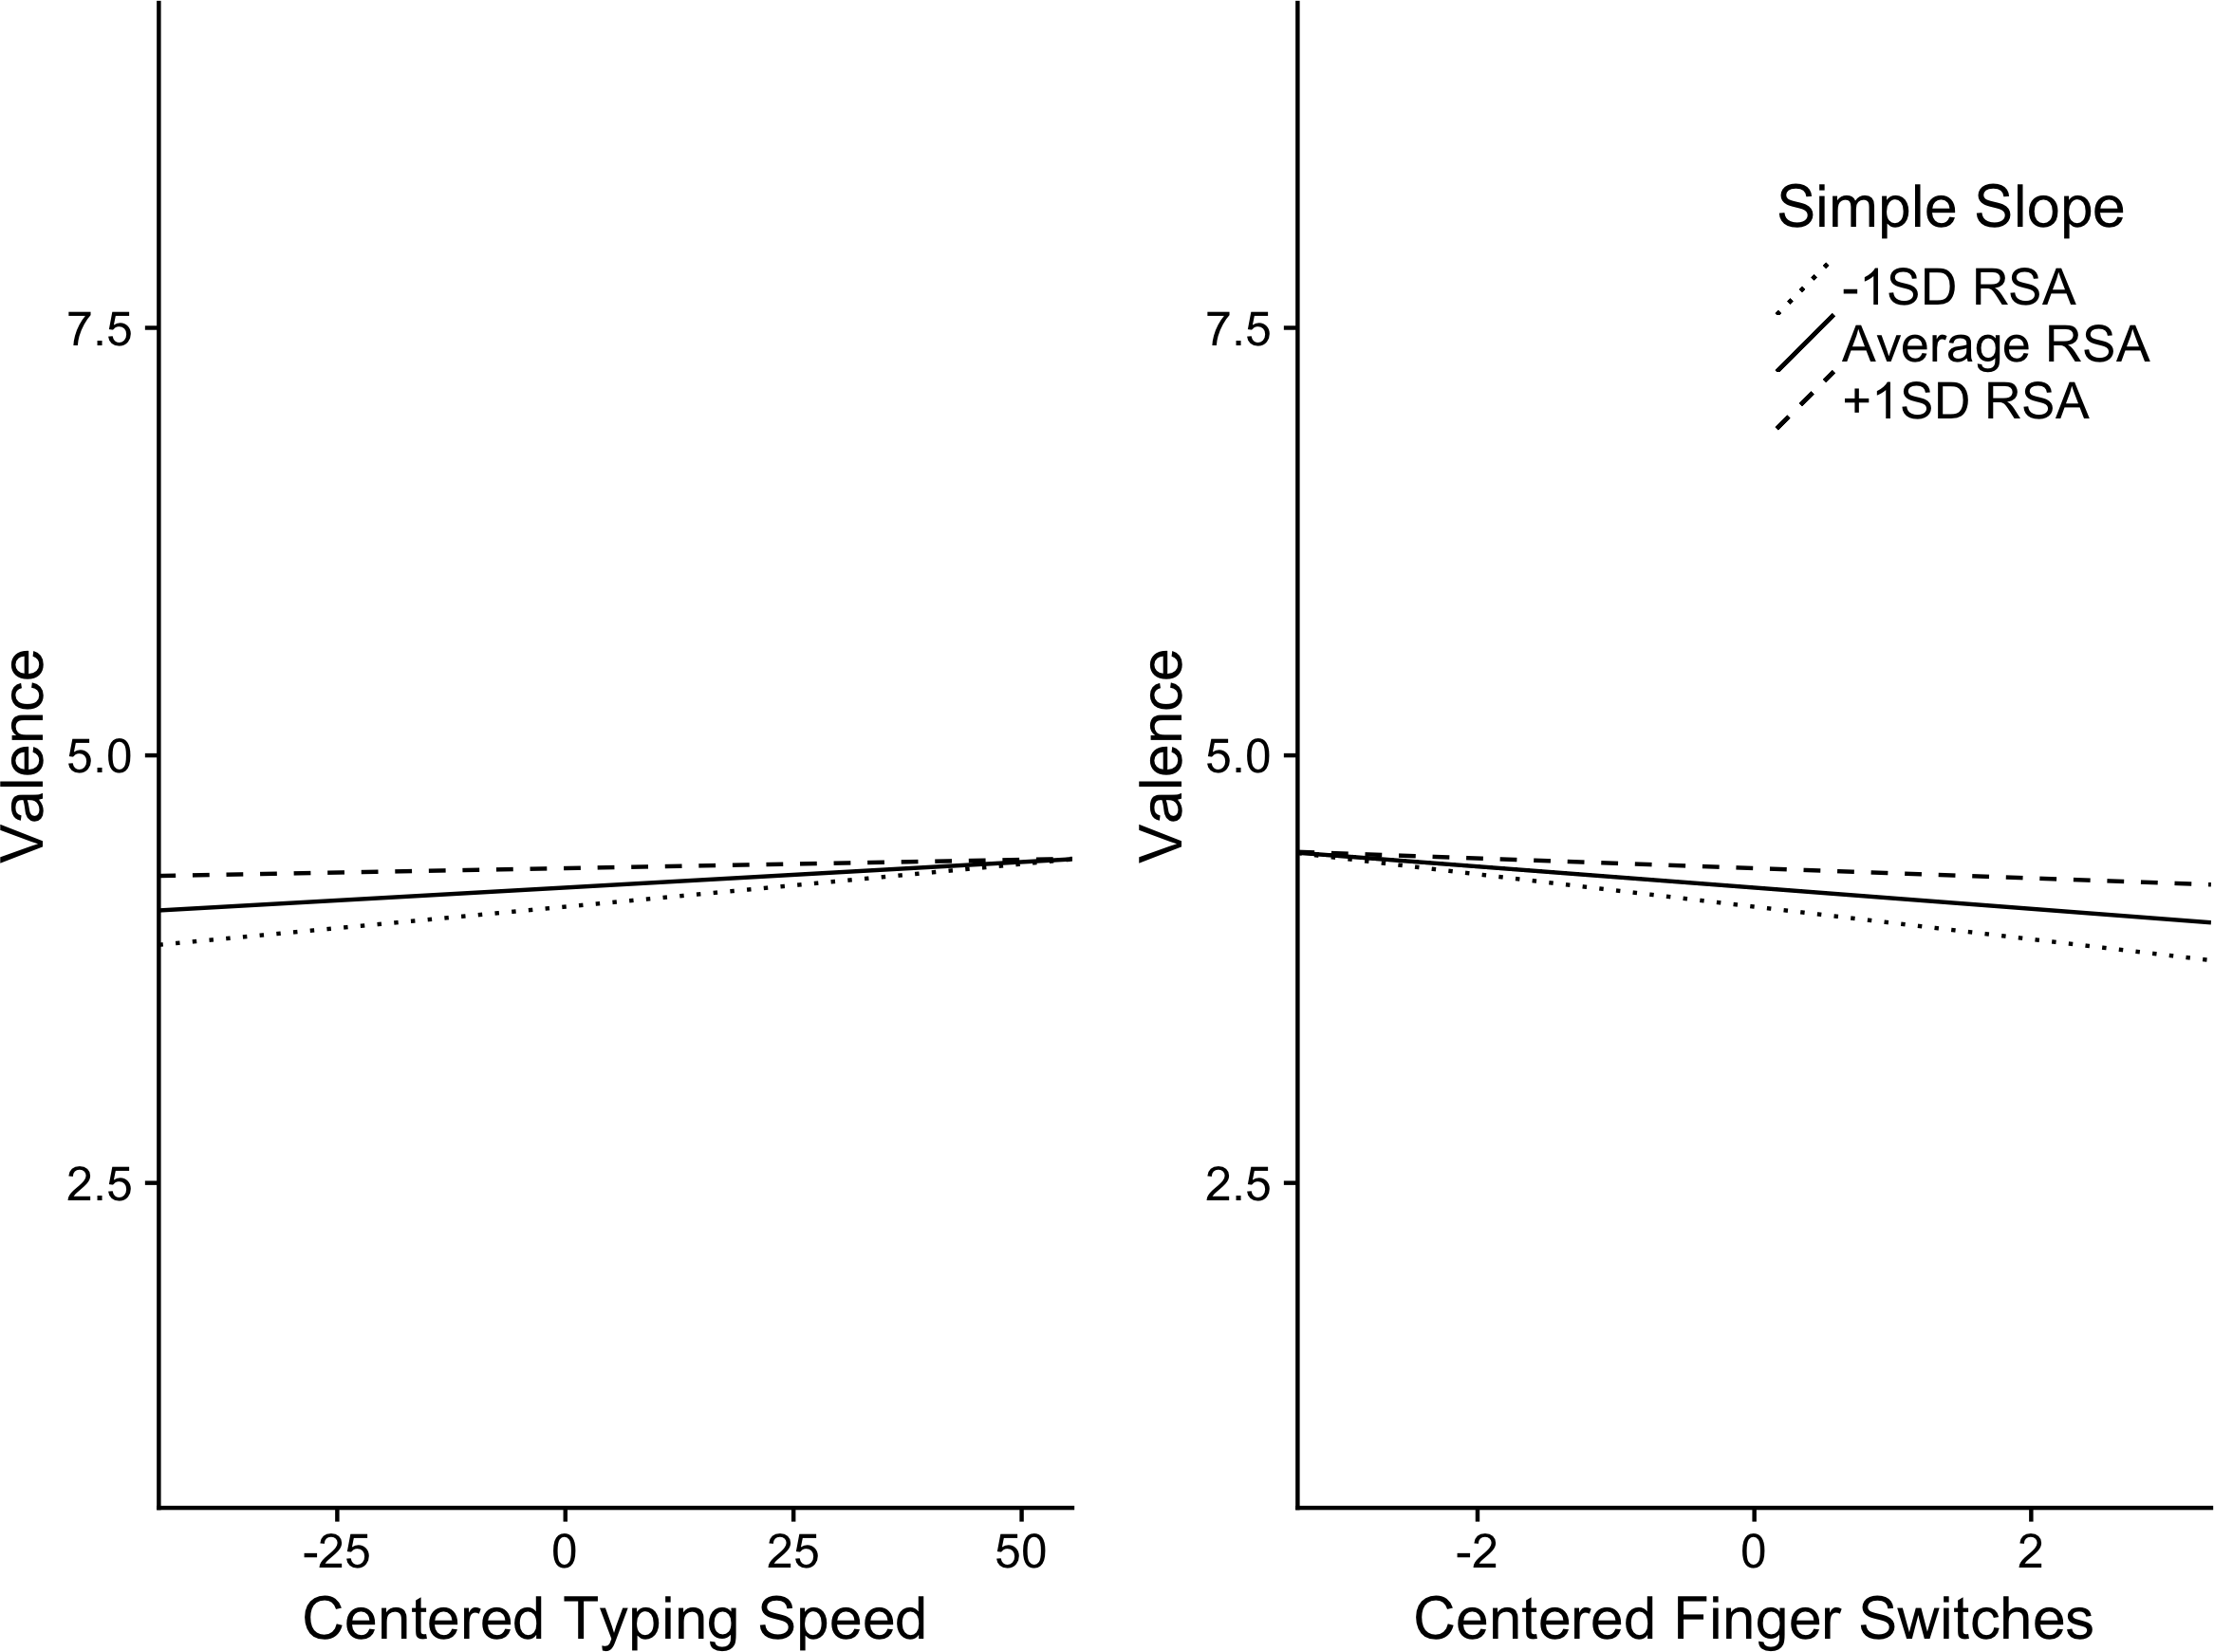 Valence
7.5
5.0
2.5
-25 0 25 50
Centered Typing Speed
Valence
7.5
5.0
2.5
-2 0 2
Centered Finger Switches
Simple Slope
-1SD RSA
Average RSA
+1SD RSA